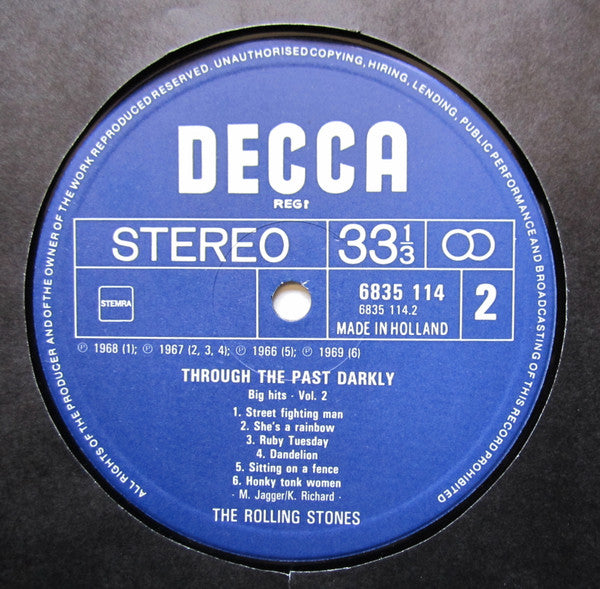 ALL RIGHTS OF THE PRODUCER AND OF THE OWNER OF THE WORK REPRODUCED RESERVED. UNAUTHORISED COPYING, HIRING, LENDING, PUBLIC PERFORMANCE AND BROADCASTING OF THIS RECORD PROHIBITED
DECCA
REGT
STEREO 33⅓
STEMRA
6835 114
6835 114.2
2
MADE IN HOLLAND
℗ 1968 (1); ℗ 1967 (2, 3, 4); ℗ 1966 (5); ℗ 1969 (6)
THROUGH THE PAST DARKLY
Big hits · Vol. 2
1. Street fighting man
2. She's a rainbow
3. Ruby Tuesday
4. Dandelion
5. Sitting on a fence
6. Honky tonk women
- M. Jagger/K. Richard -
THE ROLLING STONES